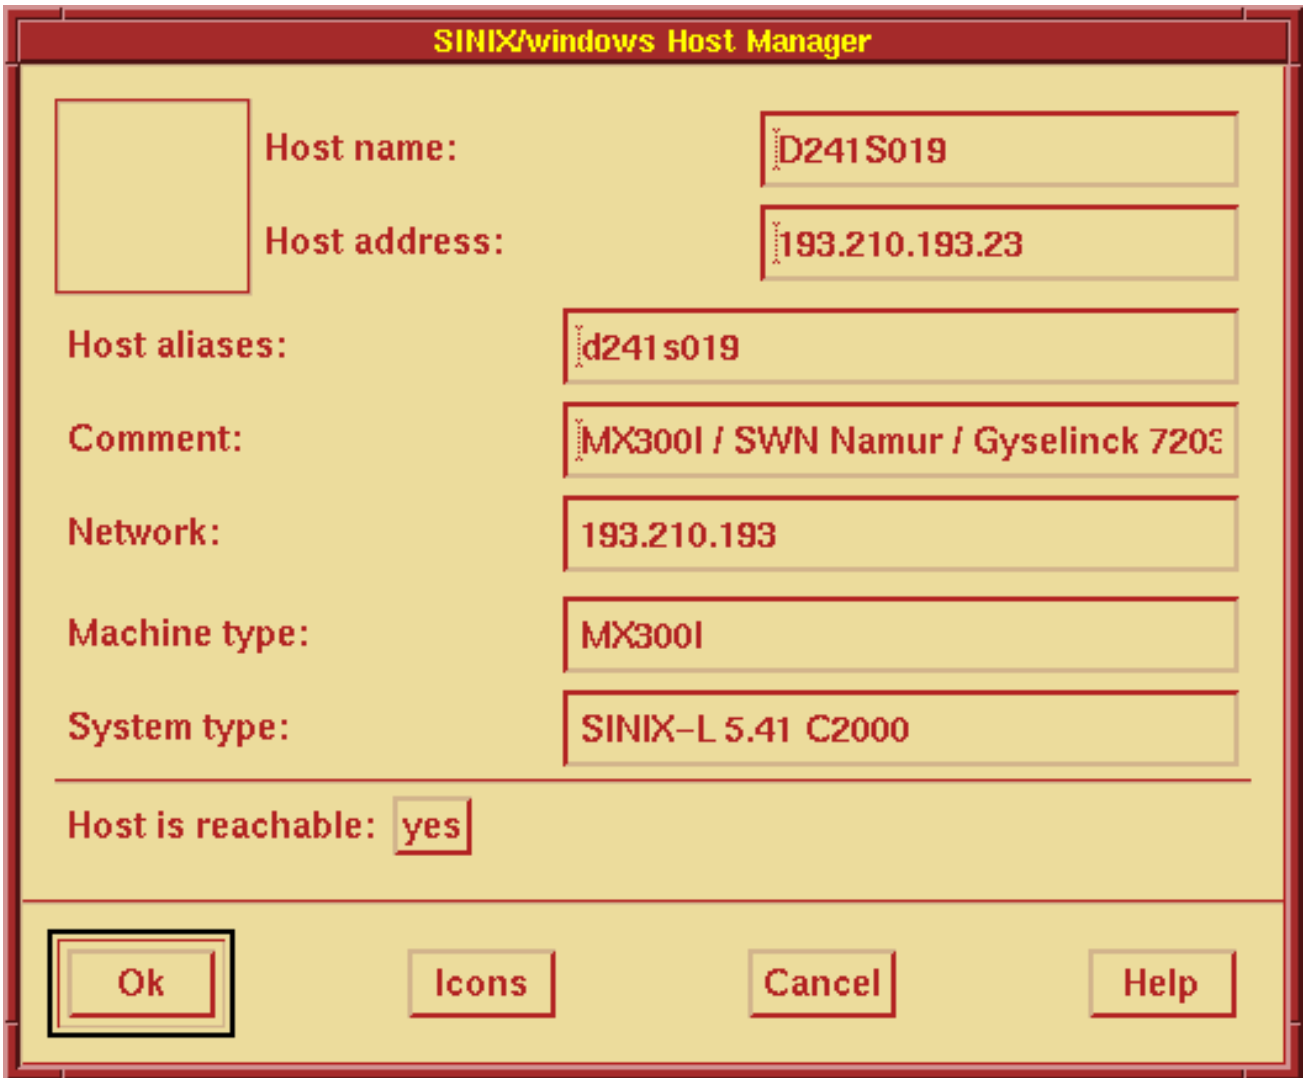 SINIX/windows Host Manager
Host name: D241S019
Host address: 193.210.193.23
Host aliases: d241s019
Comment: MX300I / SWN Namur / Gyselinck 7203
Network: 193.210.193
Machine type: MX300I
System type: SINIX-L 5.41 C2000
Host is reachable: yes
Ok Icons Cancel Help